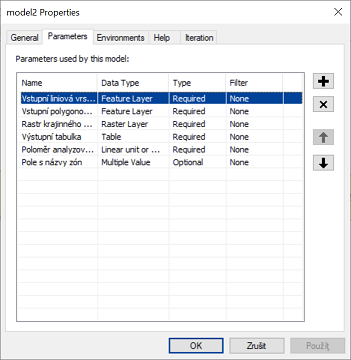 model2 Properties
General Parameters Environments Help Iteration
Parameters used by this model:
Name Data Type Type Filter
Vstupní liniová vrs... Feature Layer Required None
Vstupní polygono... Feature Layer Required None
Rastr krajinného ... Raster Layer Required None
Výstupní tabulka Table Required None
Poloměr analyzov... Linear unit or ... Required None
Pole s názvy zón Multiple Value Optional None
OK Zrušit Použít